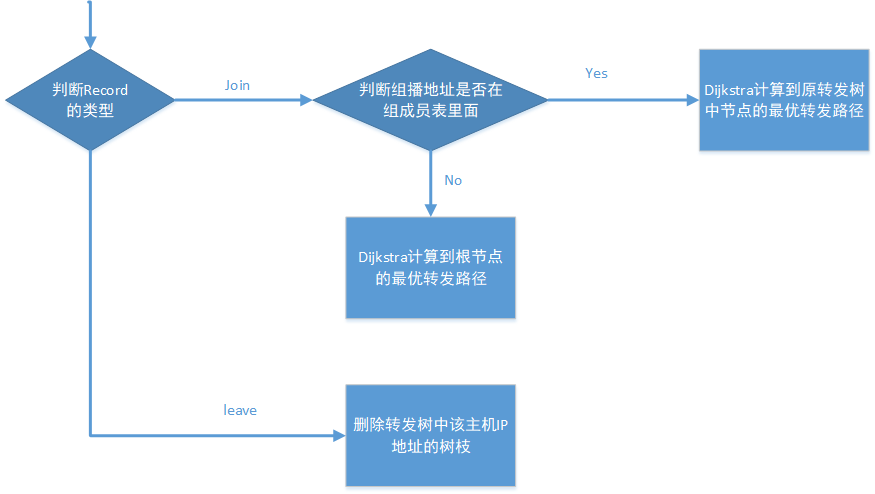 判断Record
的类型
Join
判断组播地址是否在
组成员表里面
Yes
Dijkstra计算到原转发树
中节点的最优转发路径
No
Dijkstra计算到根节点
的最优转发路径
leave
删除转发树中该主机IP
地址的树枝